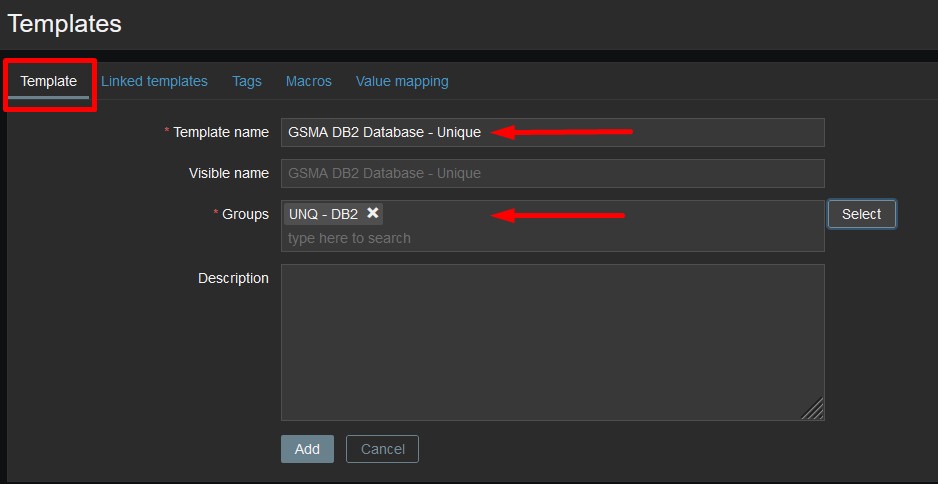 Templates
Template Linked templates Tags Macros Value mapping
* Template name GSMA DB2 Database - Unique
Visible name GSMA DB2 Database - Unique
* Groups UNQ - DB2 Select
type here to search
Description
Add Cancel